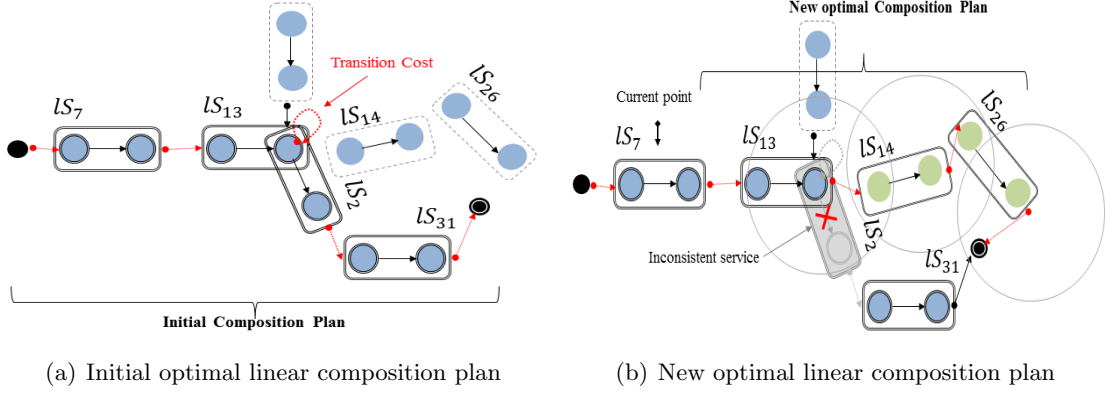 Transition Cost
lS₇
lS₁₃
lS₁₄
lS₂₆
lS₂
lS₃₁
Initial Composition Plan
(a) Initial optimal linear composition plan
New optimal Composition Plan
Current point
lS₇
lS₁₃
lS₁₄
lS₂₆
lS₂
Inconsistent service
lS₃₁
(b) New optimal linear composition plan